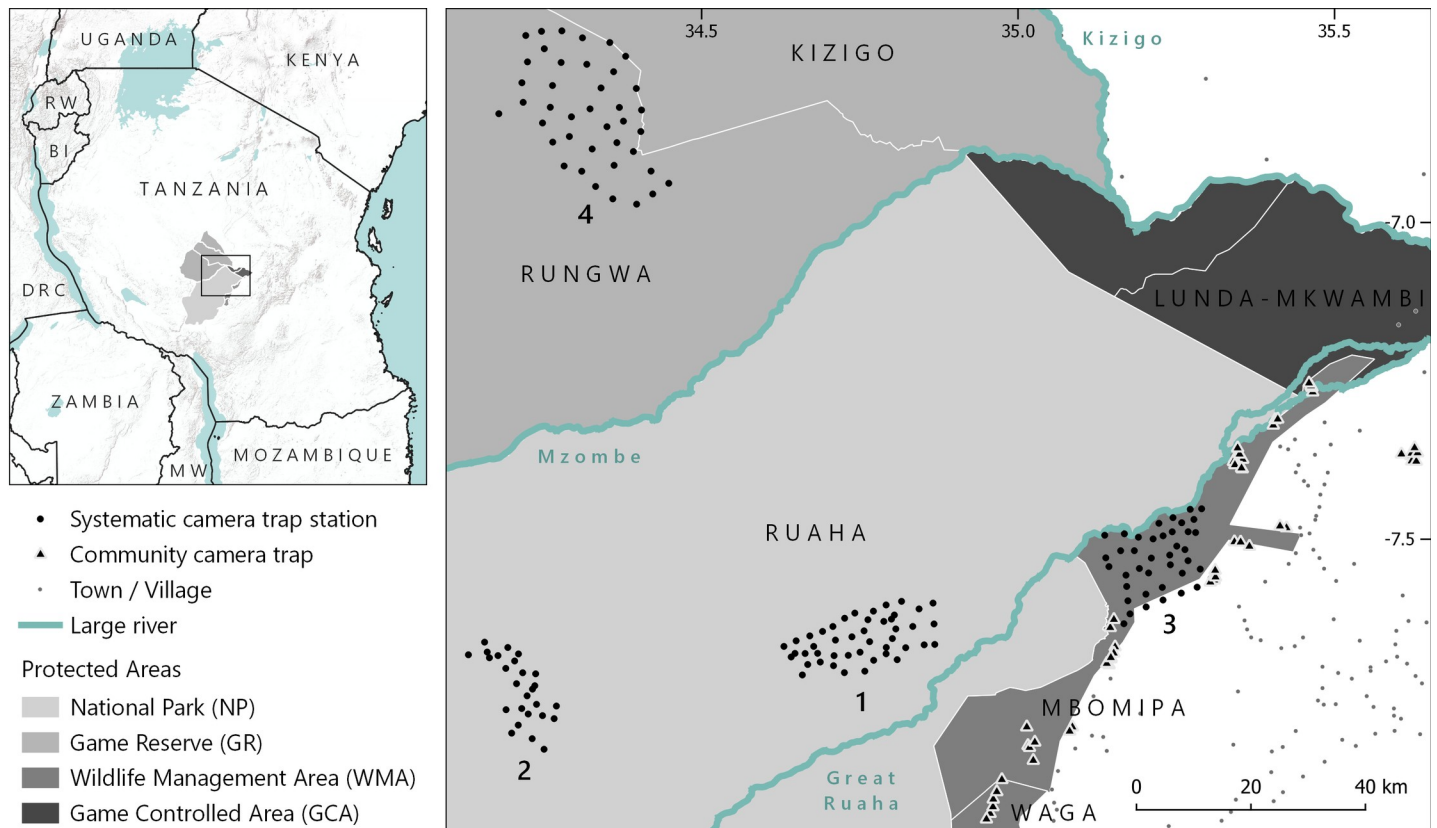 UGANDA
KENYA
RW
BI
TANZANIA
DRC
ZAMBIA
MW
MOZAMBIQUE
Systematic camera trap station
Community camera trap
Town / Village
Large river
Protected Areas
National Park (NP)
Game Reserve (GR)
Wildlife Management Area (WMA)
Game Controlled Area (GCA)
34.5
35.0
35.5
KIZIGO
Kizigo
4
-7.0
RUNGWA
LUNDA-MKWAMBI
Mzombe
RUAHA
-7.5
3
1
MBOMIPA
2
Great
Ruaha
0 20 40 km
WAGA